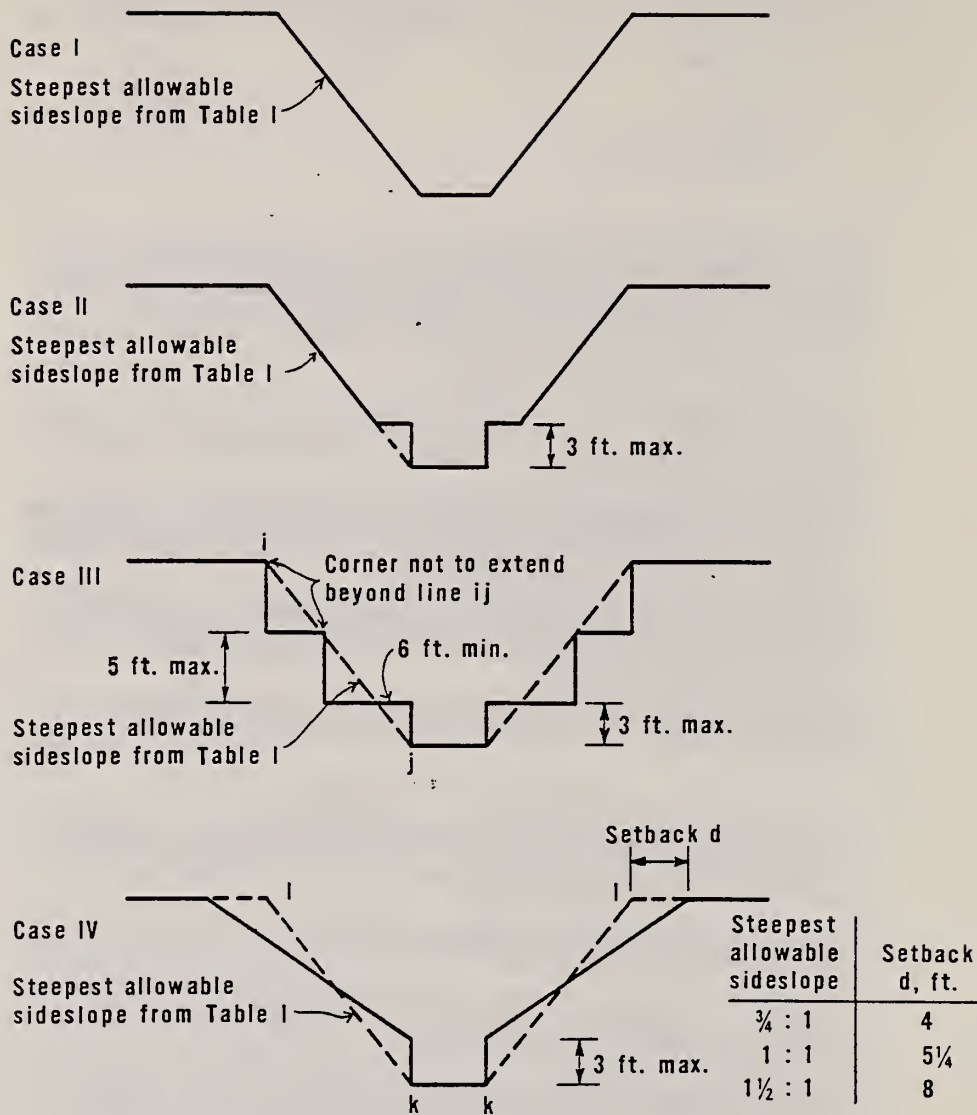 Case I
Steepest allowable
sideslope from Table I
Case II
Steepest allowable
sideslope from Table I
3 ft. max.
i
Case III
Corner not to extend
beyond line ij
5 ft. max.
6 ft. min.
Steepest allowable
sideslope from Table I
3 ft. max.
j
Setback d
l
l
Case IV
Steepest allowable
sideslope from Table I
3 ft. max.
k
k
Steepest
allowable
sideslope
Setback
d, ft.
¾ : 1
4
1 : 1
5¼
1½ : 1
8